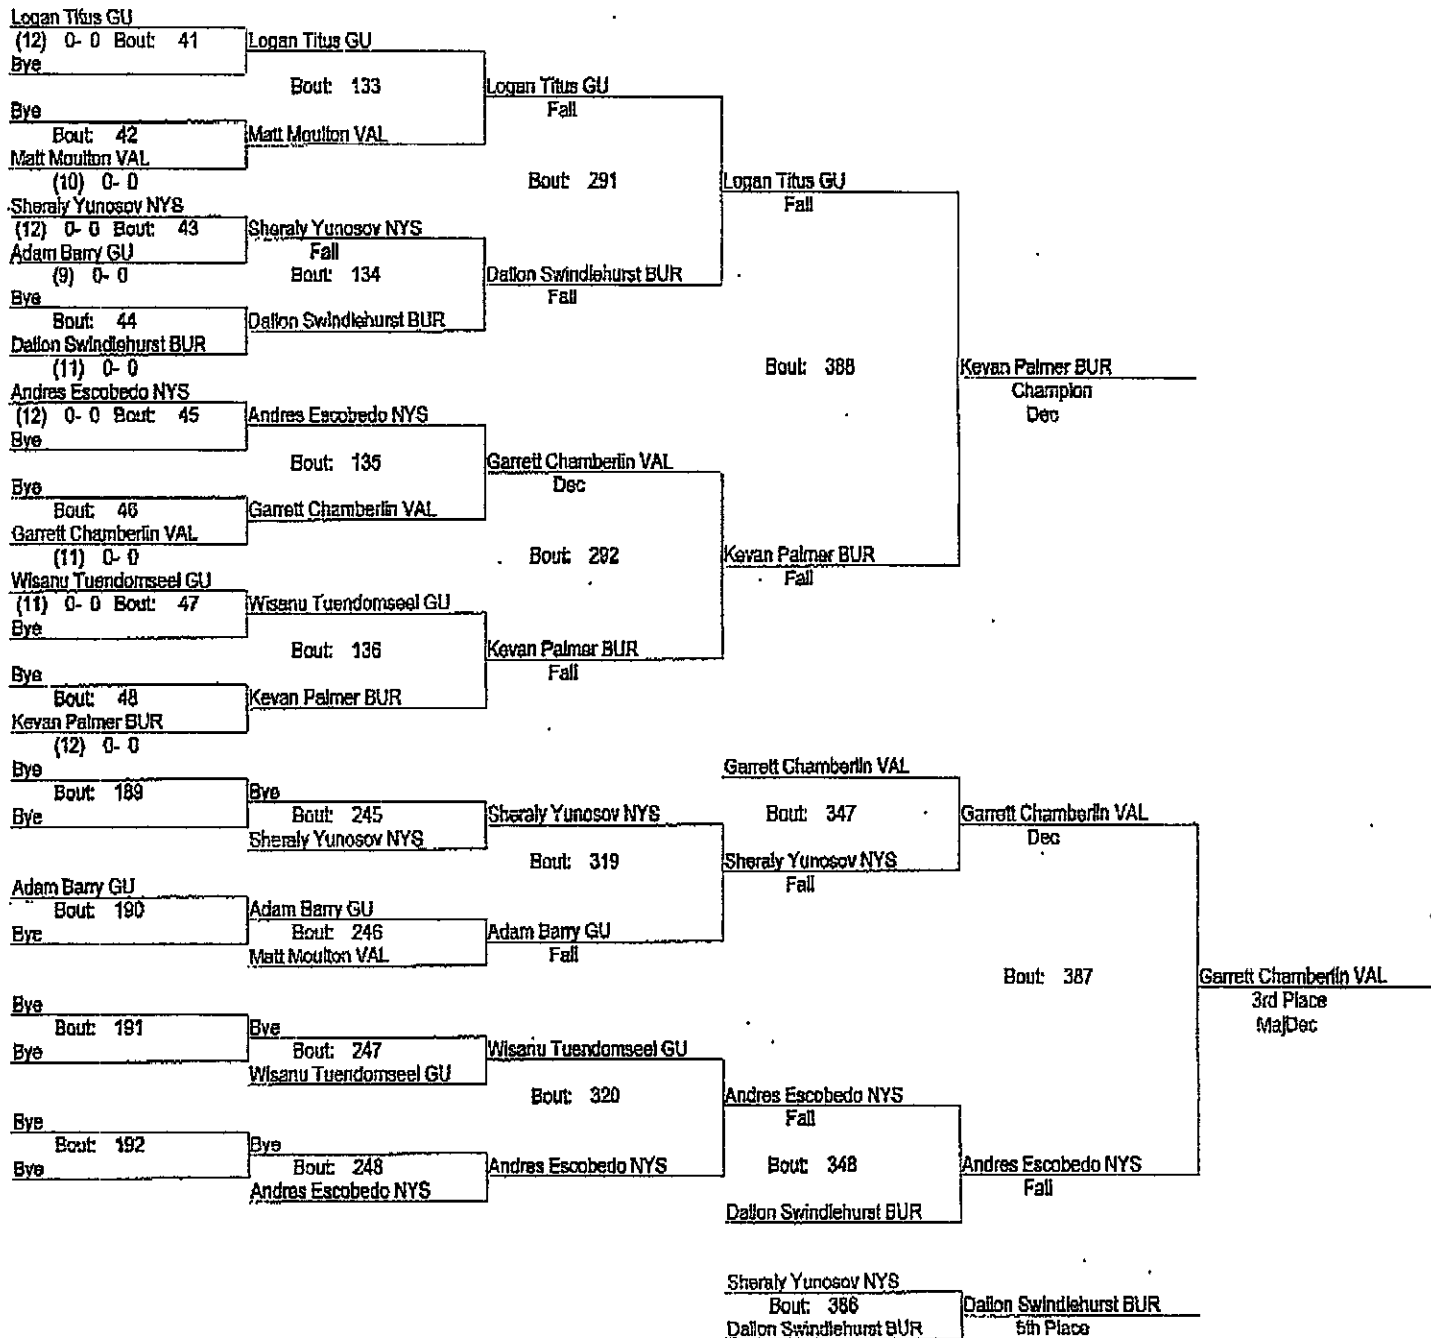 Logan Titus GU
(12) 0- 0 Bout: 41
Bye
Bye
Bout: 42
Matt Moulton VAL
(10) 0- 0
Sheraly Yunosov NYS
(12) 0- 0 Bout: 43
Adam Barry GU
(9) 0- 0
Bye
Bout: 44
Dallon Swindlehurst BUR
(11) 0- 0
Andres Escobedo NYS
(12) 0- 0 Bout: 45
Bye
Bye
Bout: 46
Garrett Chamberlin VAL
(11) 0- 0
Wisanu Tuendomseel GU
(11) 0- 0 Bout: 47
Bye
Bye
Bout: 48
Kevan Palmer BUR
(12) 0- 0
Logan Titus GU
Bout: 133
Matt Moulton VAL
Sheraly Yunosov NYS
Fall
Bout: 134
Dallon Swindlehurst BUR
Andres Escobedo NYS
Bout: 135
Garrett Chamberlin VAL
Wisanu Tuendomseel GU
Bout: 136
Kevan Palmer BUR
Logan Titus GU
Fall
Bout: 291
Dallon Swindlehurst BUR
Fall
Garrett Chamberlin VAL
Dec
Bout: 292
Kevan Palmer BUR
Fall
Logan Titus GU
Fall
Bout: 388
Kevan Palmer BUR
Fall
Kevan Palmer BUR
Champion
Dec
Bye
Bout: 189
Bye
Adam Barry GU
Bout: 190
Bye
Bye
Bout: 191
Bye
Bye
Bout: 192
Bye
Bye
Bout: 245
Sheraly Yunosov NYS
Adam Barry GU
Bout: 246
Matt Moulton VAL
Bye
Bout: 247
Wisanu Tuendomseel GU
Bye
Bout: 248
Andres Escobedo NYS
Sheraly Yunosov NYS
Bout: 319
Adam Barry GU
Fall
Wisanu Tuendomseel GU
Bout: 320
Andres Escobedo NYS
Garrett Chamberlin VAL
Bout: 347
Sheraly Yunosov NYS
Fall
Andres Escobedo NYS
Fall
Bout: 348
Dallon Swindlehurst BUR
Garrett Chamberlin VAL
Dec
Bout: 387
Andres Escobedo NYS
Fall
Garrett Chamberlin VAL
3rd Place
MajDec
Sheraly Yunosov NYS
Bout: 386
Dallon Swindlehurst BUR
Dallon Swindlehurst BUR
5th Place